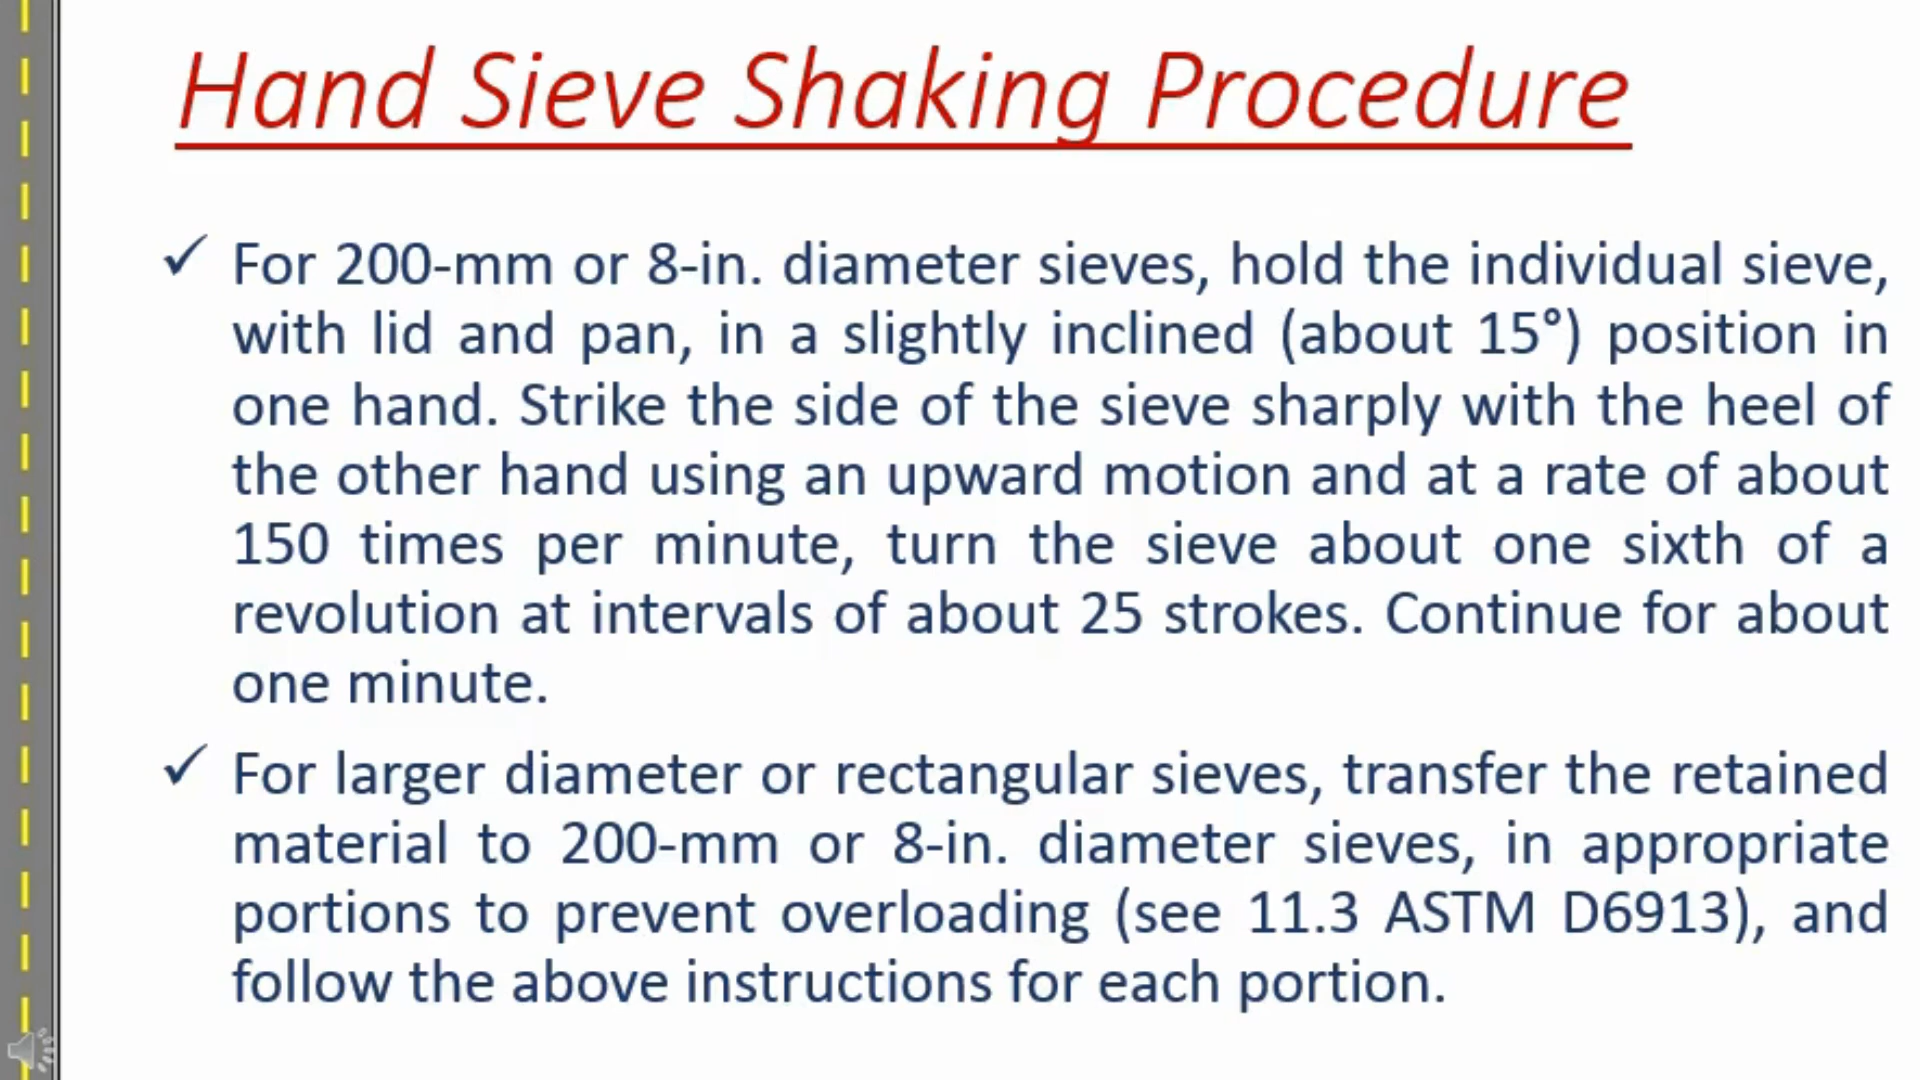 Hand Sieve Shaking Procedure
✓ For 200-mm or 8-in. diameter sieves, hold the individual sieve,
with lid and pan, in a slightly inclined (about 15°) position in
one hand. Strike the side of the sieve sharply with the heel of
the other hand using an upward motion and at a rate of about
150 times per minute, turn the sieve about one sixth of a
revolution at intervals of about 25 strokes. Continue for about
one minute.
✓ For larger diameter or rectangular sieves, transfer the retained
material to 200-mm or 8-in. diameter sieves, in appropriate
portions to prevent overloading (see 11.3 ASTM D6913), and
follow the above instructions for each portion.